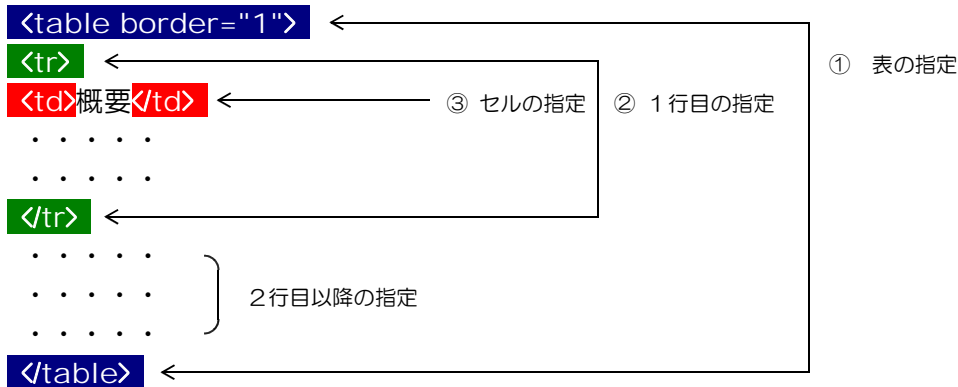 <table border="1">
① 表の指定
<tr>
<td>概要</td>
③ セルの指定
② 1行目の指定
・・・・・
・・・・・
</tr>
・・・・・
・・・・・
2行目以降の指定
・・・・・
</table>